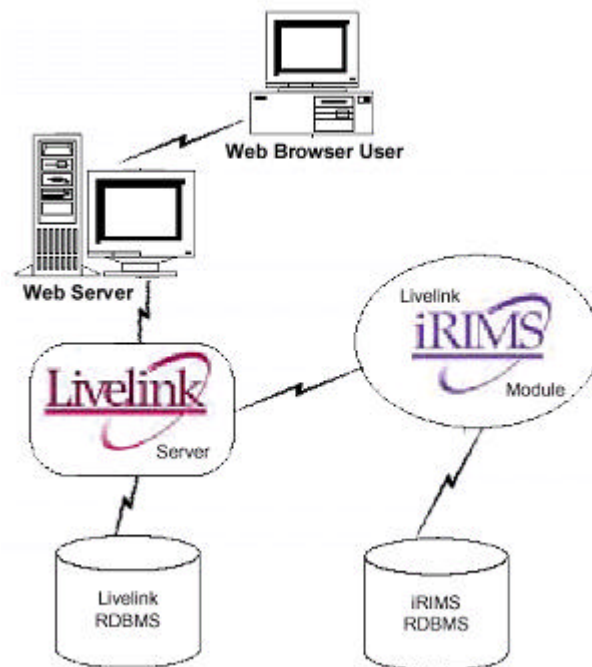 Web Browser User
Web Server
Livelink
Server
Livelink
iRIMS
Module
Livelink
RDBMS
iRIMS
RDBMS